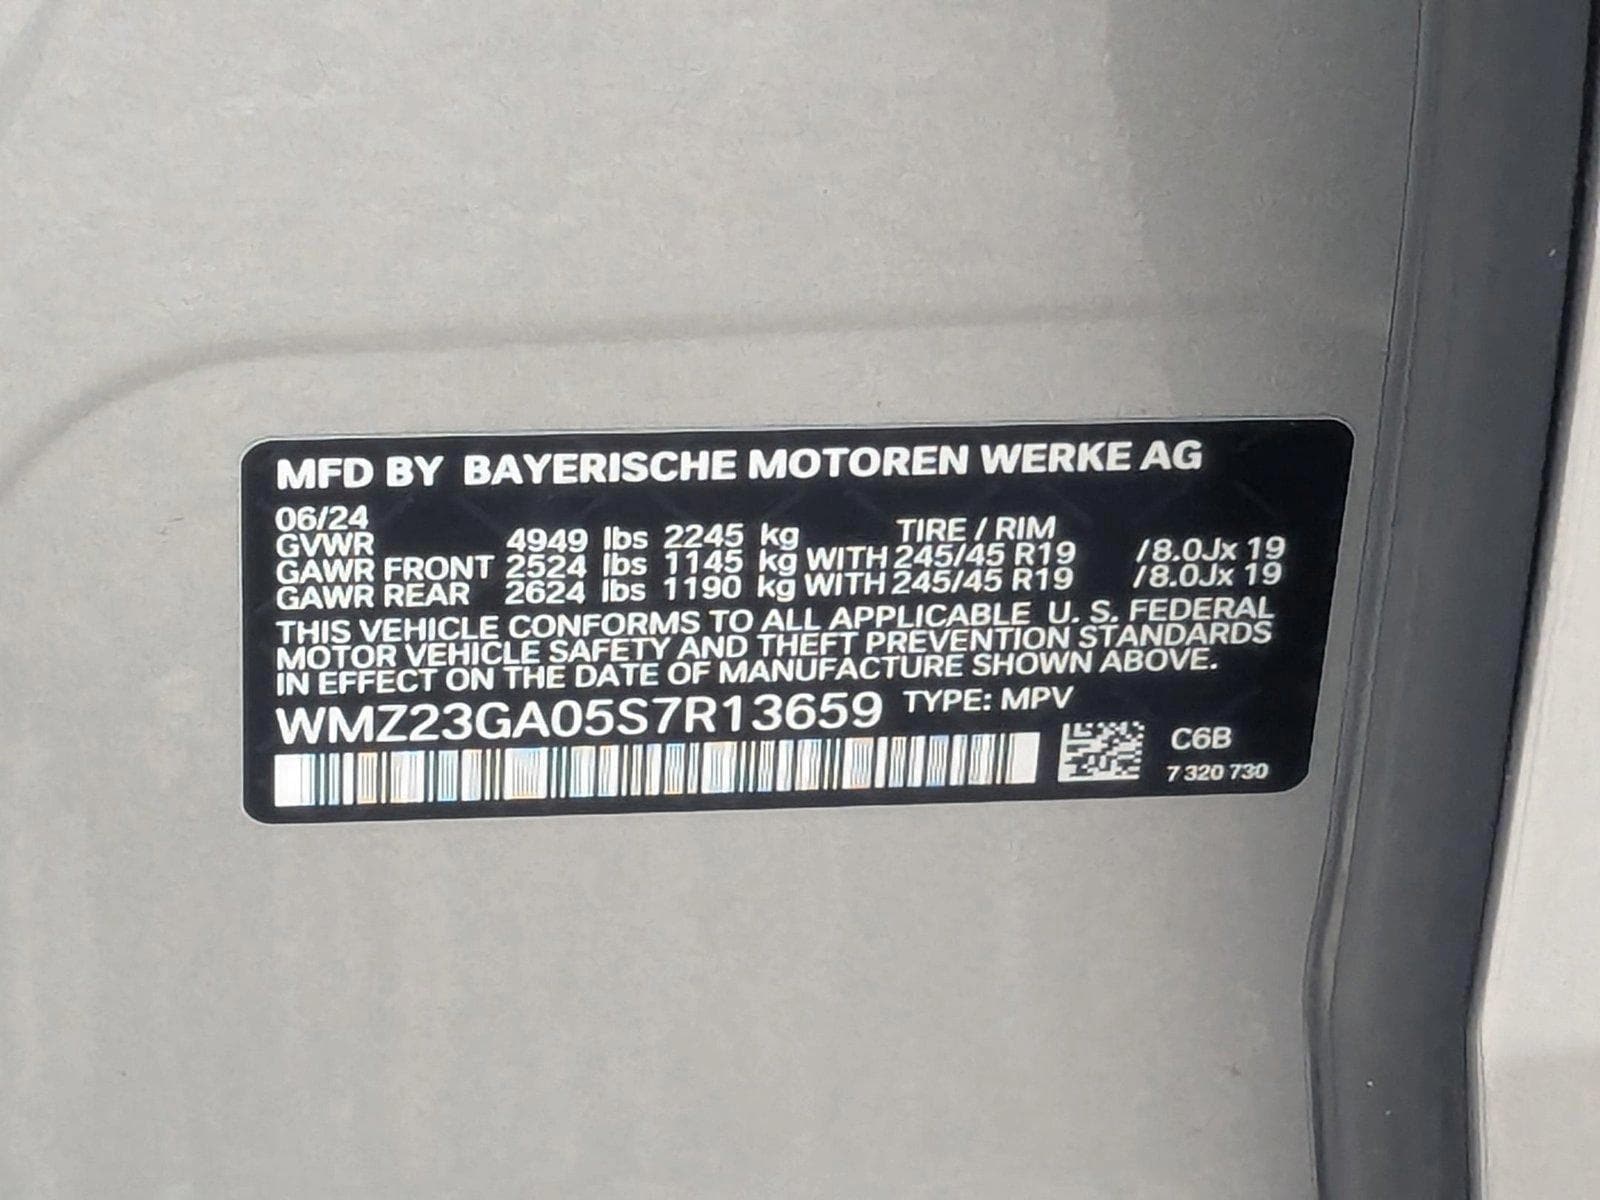 MFD BY BAYERISCHE MOTOREN WERKE AG
06/24
GVWR 4949 lbs 2245 kg TIRE / RIM
GAWR FRONT 2524 lbs 1145 kg WITH 245/45 R19 /8.0Jx 19
GAWR REAR 2624 lbs 1190 kg WITH 245/45 R19 /8.0Jx 19
THIS VEHICLE CONFORMS TO ALL APPLICABLE U. S. FEDERAL
MOTOR VEHICLE SAFETY AND THEFT PREVENTION STANDARDS
IN EFFECT ON THE DATE OF MANUFACTURE SHOWN ABOVE.
WMZ23GA05S7R13659 TYPE: MPV
C6B
7 320 730